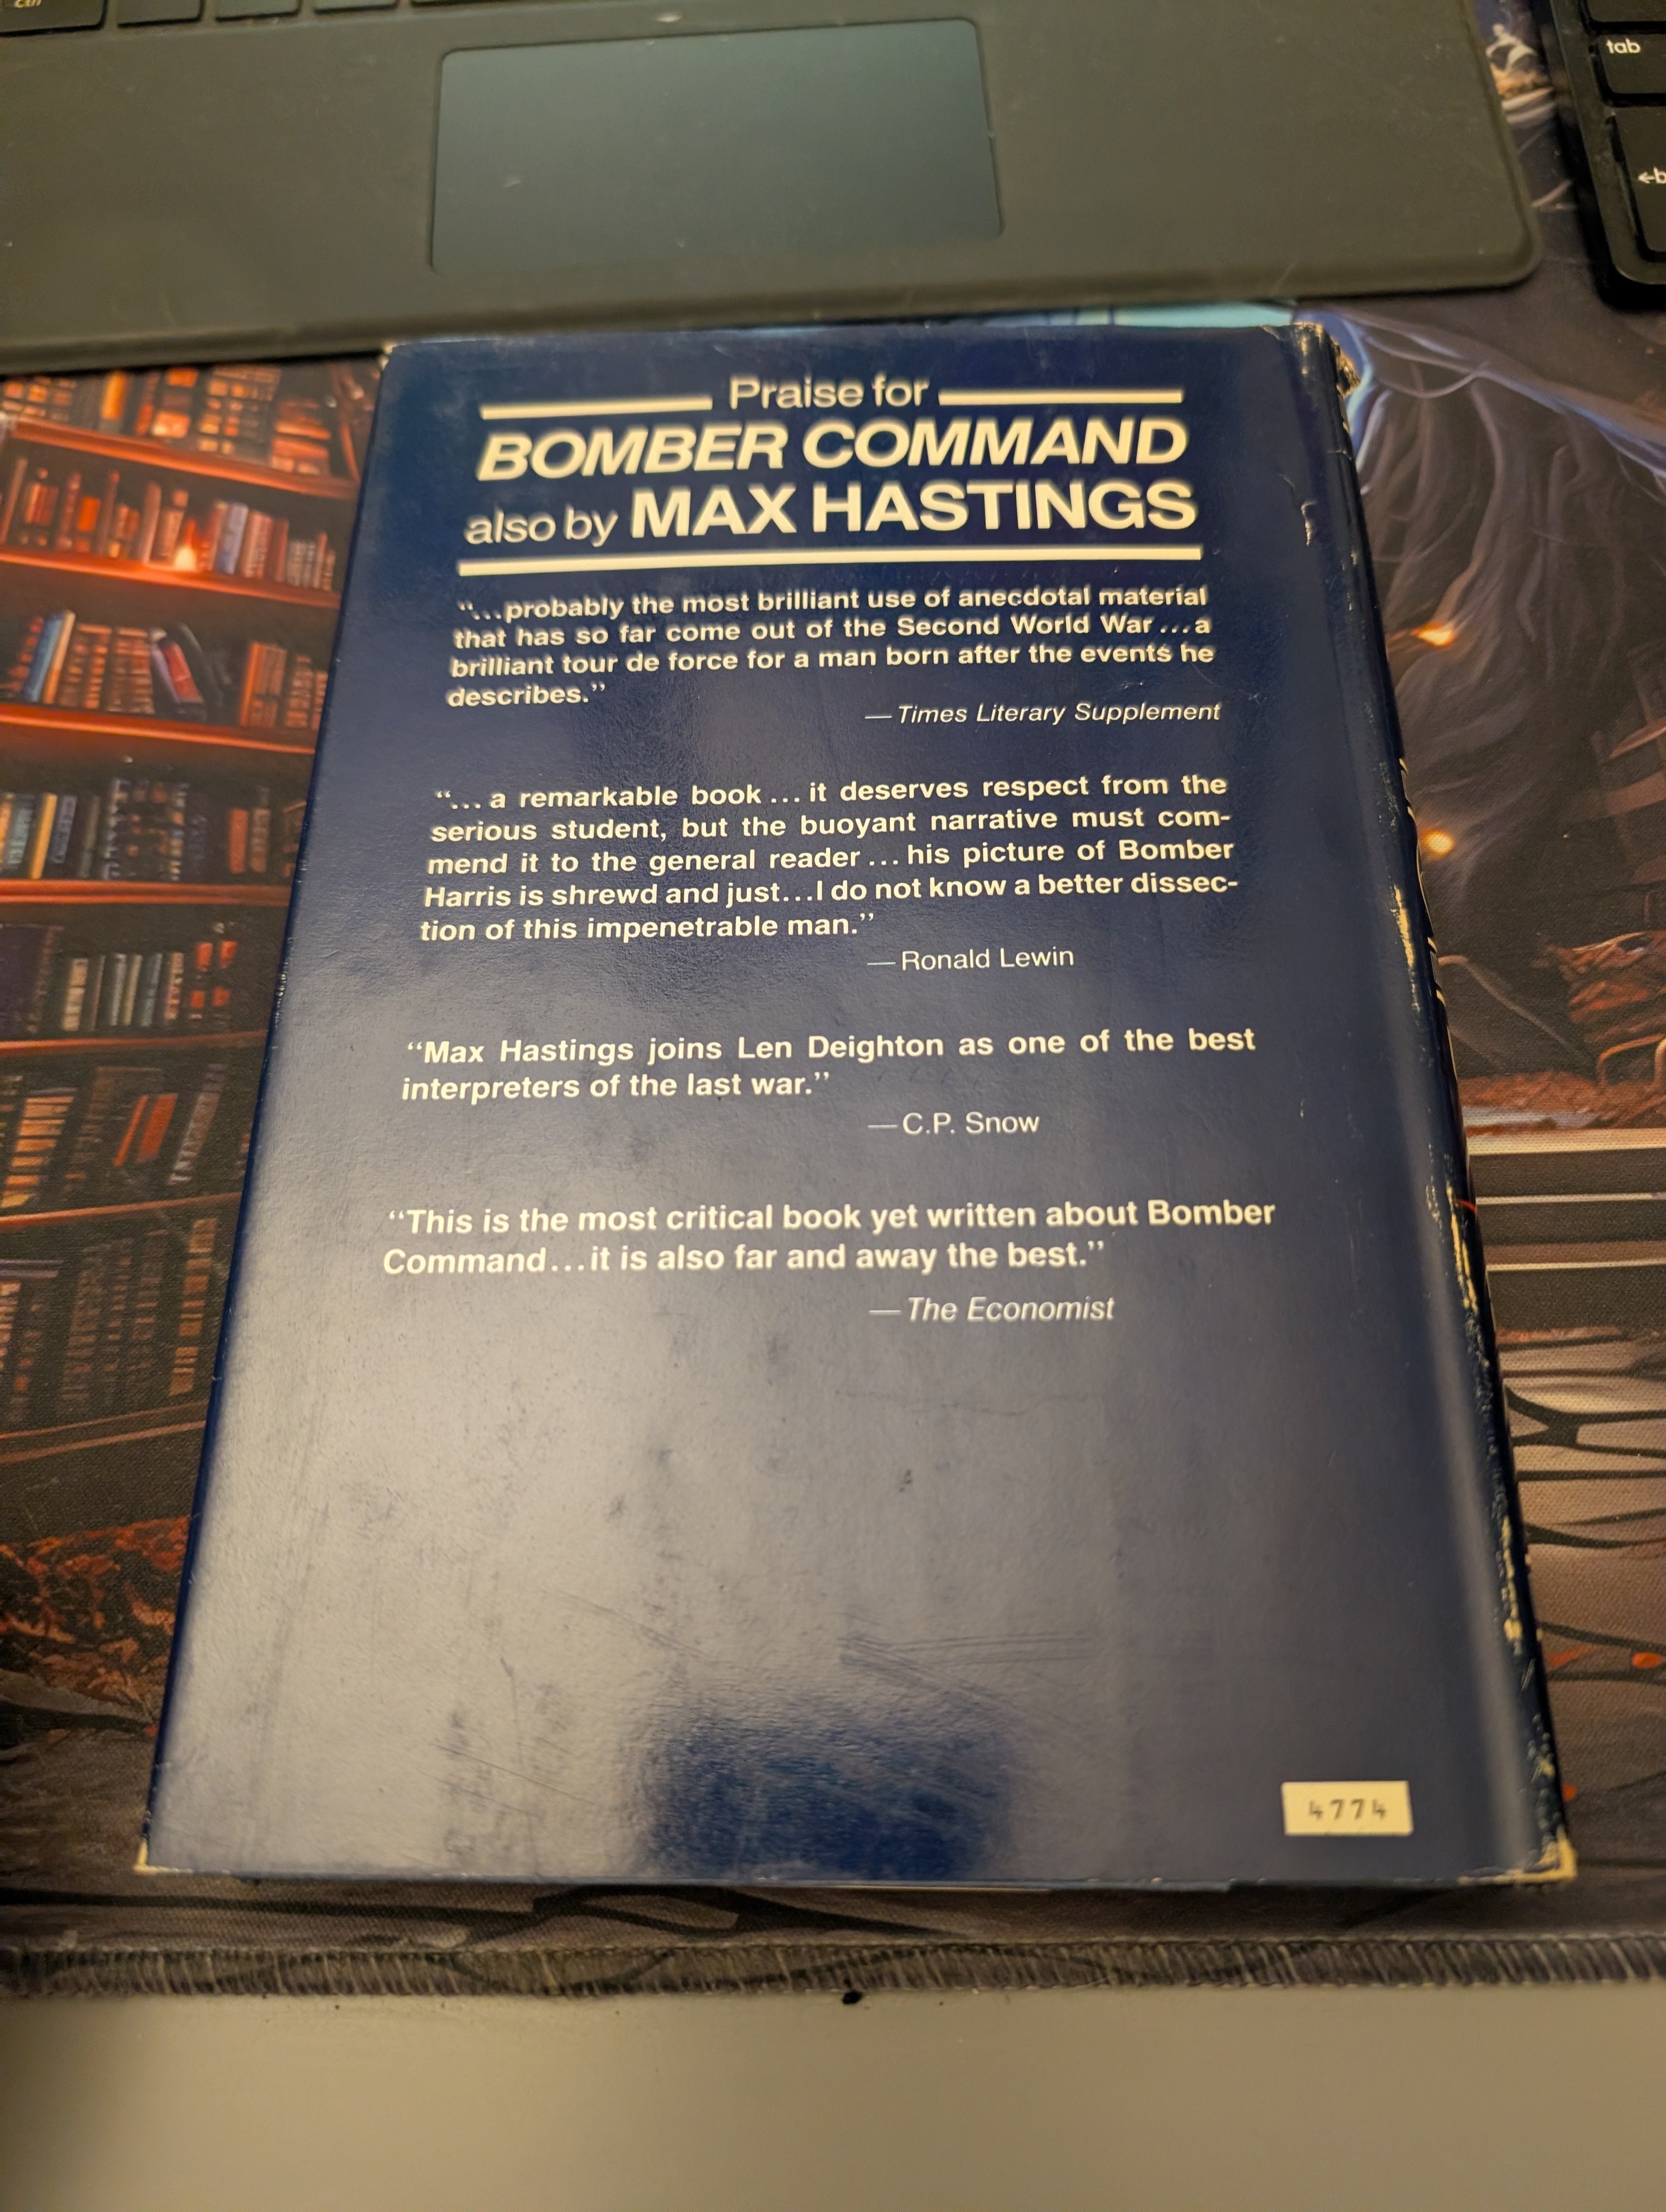 Ctrl
tab
Praise for
BOMBER COMMAND
also by MAX HASTINGS
“...probably the most brilliant use of anecdotal material
that has so far come out of the Second World War...a
brilliant tour de force for a man born after the events he
describes.”
— Times Literary Supplement
“... a remarkable book ... it deserves respect from the
serious student, but the buoyant narrative must com-
mend it to the general reader ... his picture of Bomber
Harris is shrewd and just...I do not know a better dissec-
tion of this impenetrable man.”
— Ronald Lewin
“Max Hastings joins Len Deighton as one of the best
interpreters of the last war.”
— C.P. Snow
“This is the most critical book yet written about Bomber
Command...it is also far and away the best.”
— The Economist
4774